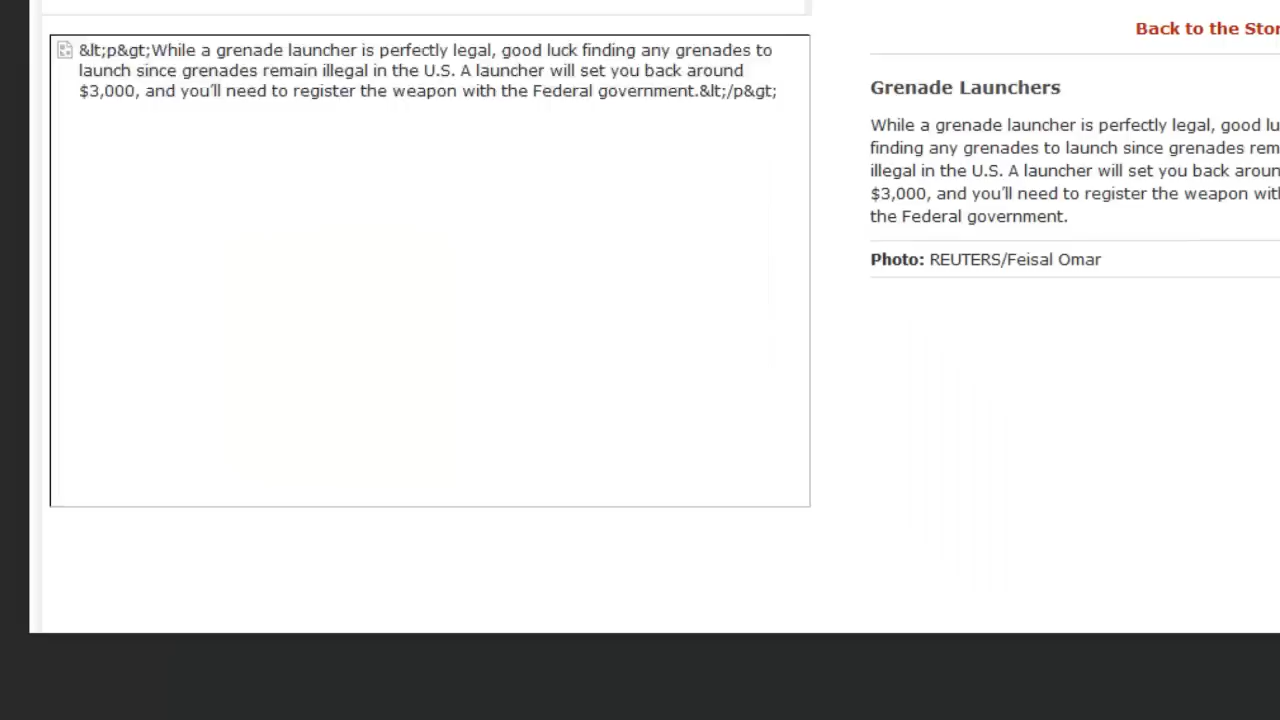 &lt;p&gt;While a grenade launcher is perfectly legal, good luck finding any grenades to
launch since grenades remain illegal in the U.S. A launcher will set you back around
$3,000, and you'll need to register the weapon with the Federal government.&lt;/p&gt;
Back to the Stor
Grenade Launchers
While a grenade launcher is perfectly legal, good lu
finding any grenades to launch since grenades rem
illegal in the U.S. A launcher will set you back aroun
$3,000, and you'll need to register the weapon wit
the Federal government.
Photo: REUTERS/Feisal Omar